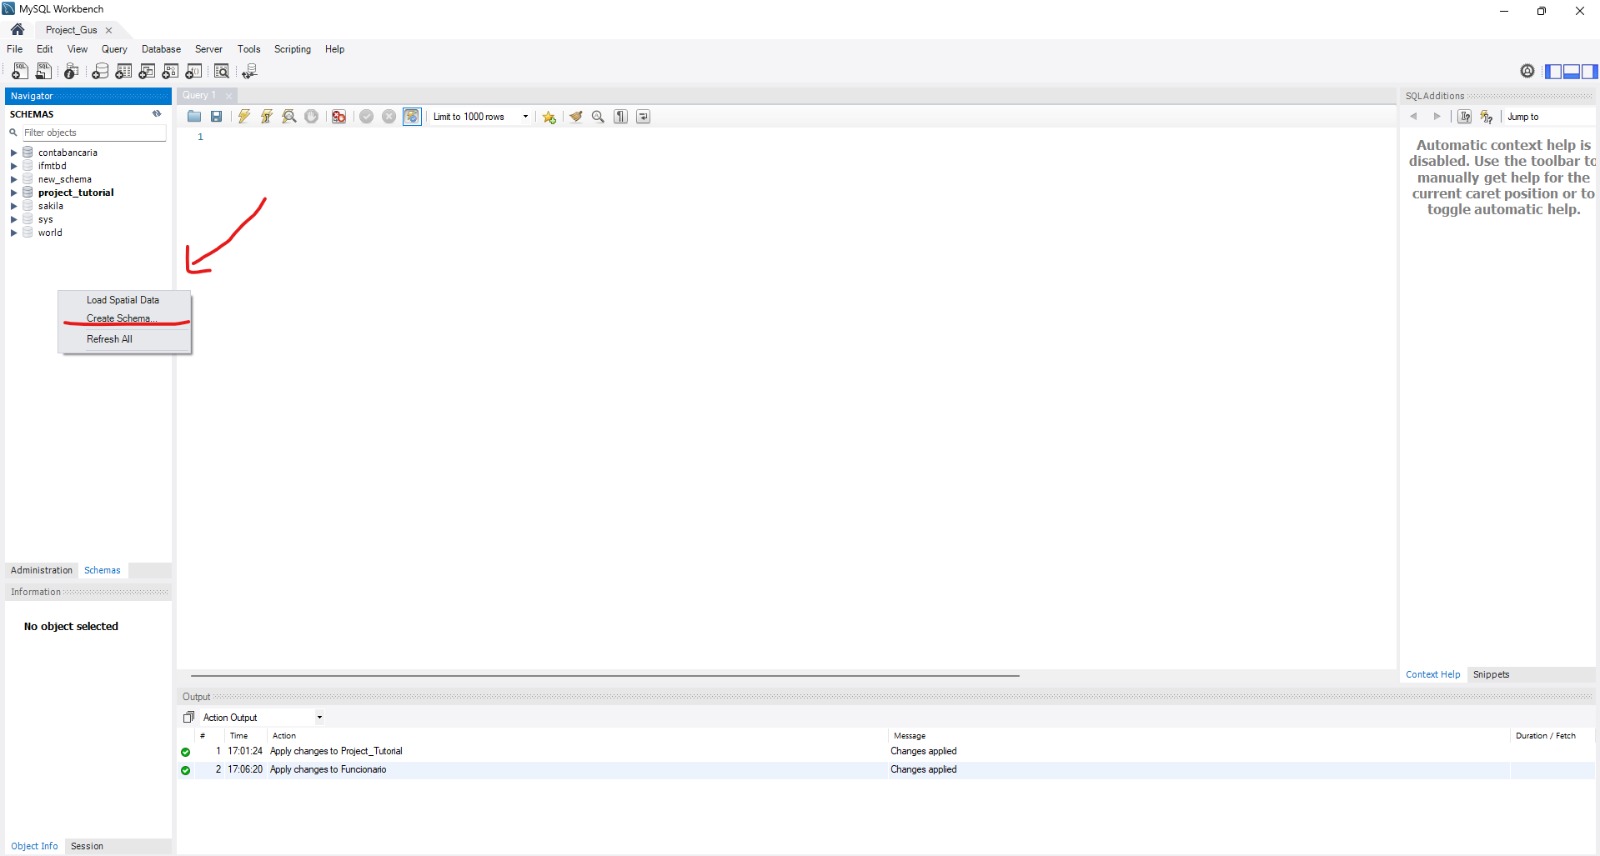 MySQL Workbench
Project_Gus
File Edit View Query Database Server Tools Scripting Help
Navigator
SCHEMAS
Filter objects
contabancaria
ifmtbd
new_schema
project_tutorial
sakila
sys
world
Load Spatial Data
Create Schema...
Refresh All
Administration Schemas
Information
No object selected
Object Info Session
Query 1
Limit to 1000 rows
1
SQLAdditions
Jump to
Automatic context help is
disabled. Use the toolbar to
manually get help for the
current caret position or to
toggle automatic help.
Context Help Snippets
Output
Action Output
# Time Action Message Duration / Fetch
1 17:01:24 Apply changes to Project_Tutorial Changes applied
2 17:06:20 Apply changes to Funcionario Changes applied